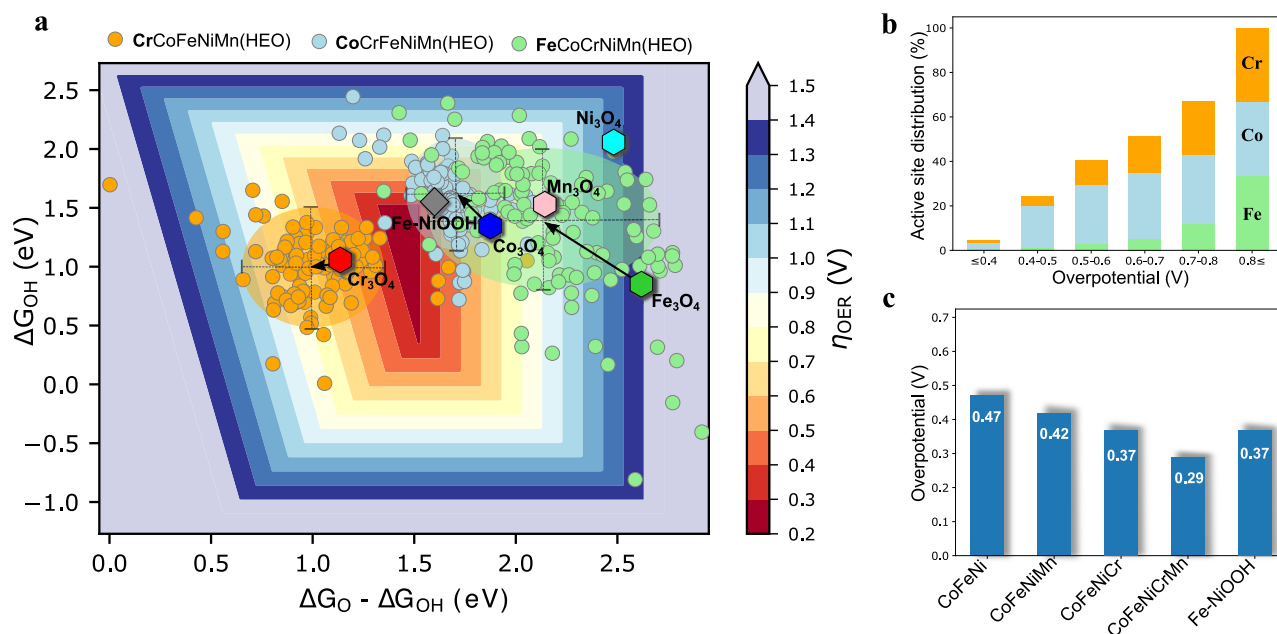 a
CrCoFeNiMn(HEO) CoCrFeNiMn(HEO) FeCoCrNiMn(HEO)
2.5
2.0
1.5
1.0
0.5
0.0
−0.5
−1.0
ΔG_OH (eV)
Ni₃O₄
Mn₃O₄
Fe-NiOOH
Co₃O₄
Cr₃O₄
Fe₃O₄
0.0 0.5 1.0 1.5 2.0 2.5
ΔG_O - ΔG_OH (eV)
1.5
1.4
1.3
1.2
1.1
1.0
0.9
0.8
0.7
0.6
0.5
0.4
0.3
0.2
η_OER (V)
b
100
80
60
40
20
0
Active site distribution (%)
Cr
Co
Fe
≤0.4 0.4-0.5 0.5-0.6 0.6-0.7 0.7-0.8 0.8≤
Overpotential (V)
c
0.7
0.6
0.5
0.4
0.3
0.2
0.1
0.0
Overpotential (V)
0.47 0.42 0.37 0.29 0.37
CoFeNi CoFeNiMn CoFeNiCr CoFeNiCrMn Fe-NiOOH